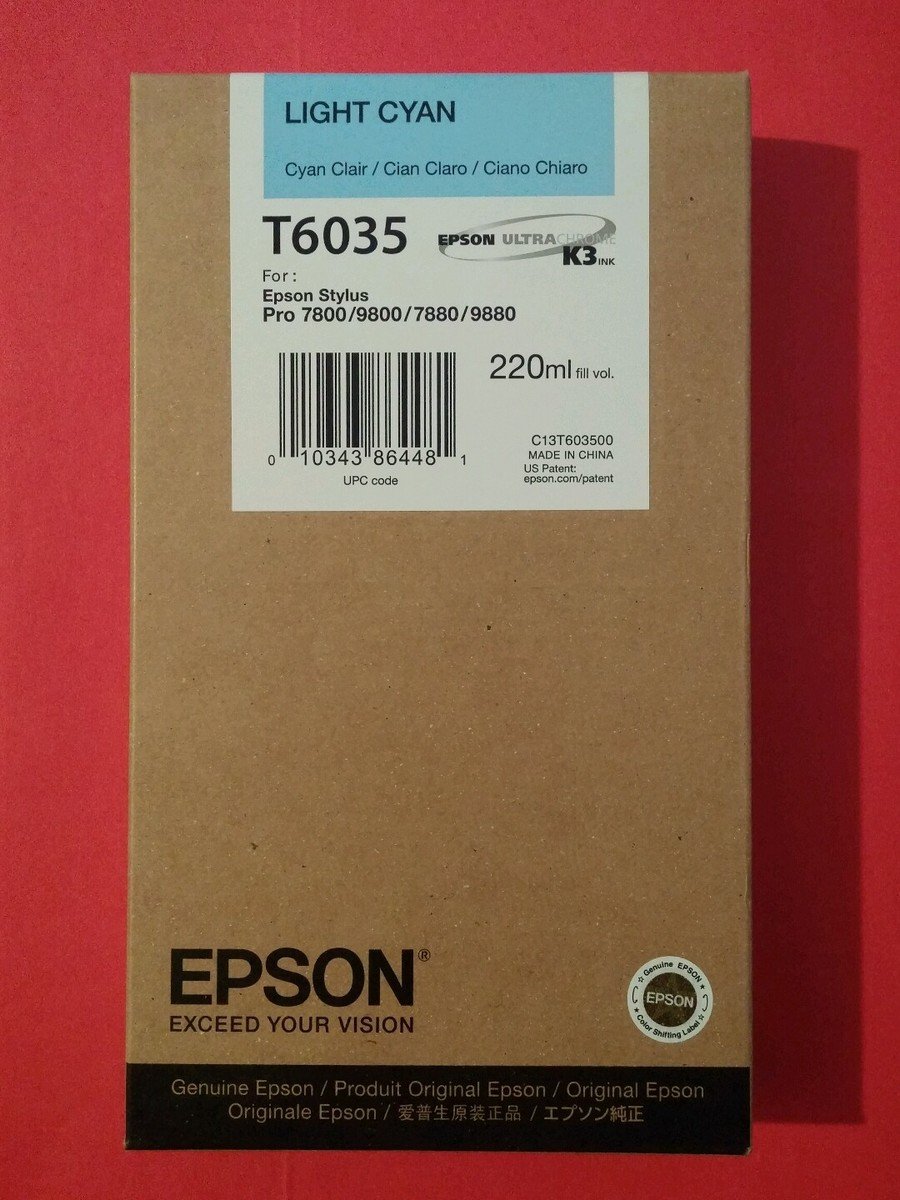 LIGHT CYAN
Cyan Clair / Cian Claro / Ciano Chiaro
T6035
EPSON ULTRACHROME
K3 INK
For :
Epson Stylus
Pro 7800/9800/7880/9880
220ml fill vol.
0 10343 86448 1
UPC code
C13T603500
MADE IN CHINA
US Patent:
epson.com/patent
EPSON®
EXCEED YOUR VISION
★ Genuine EPSON ★
EPSON
★ Color Shifting Label ☆
Genuine Epson / Produit Original Epson / Original Epson
Originale Epson / 爱普生原装正品 / エプソン純正